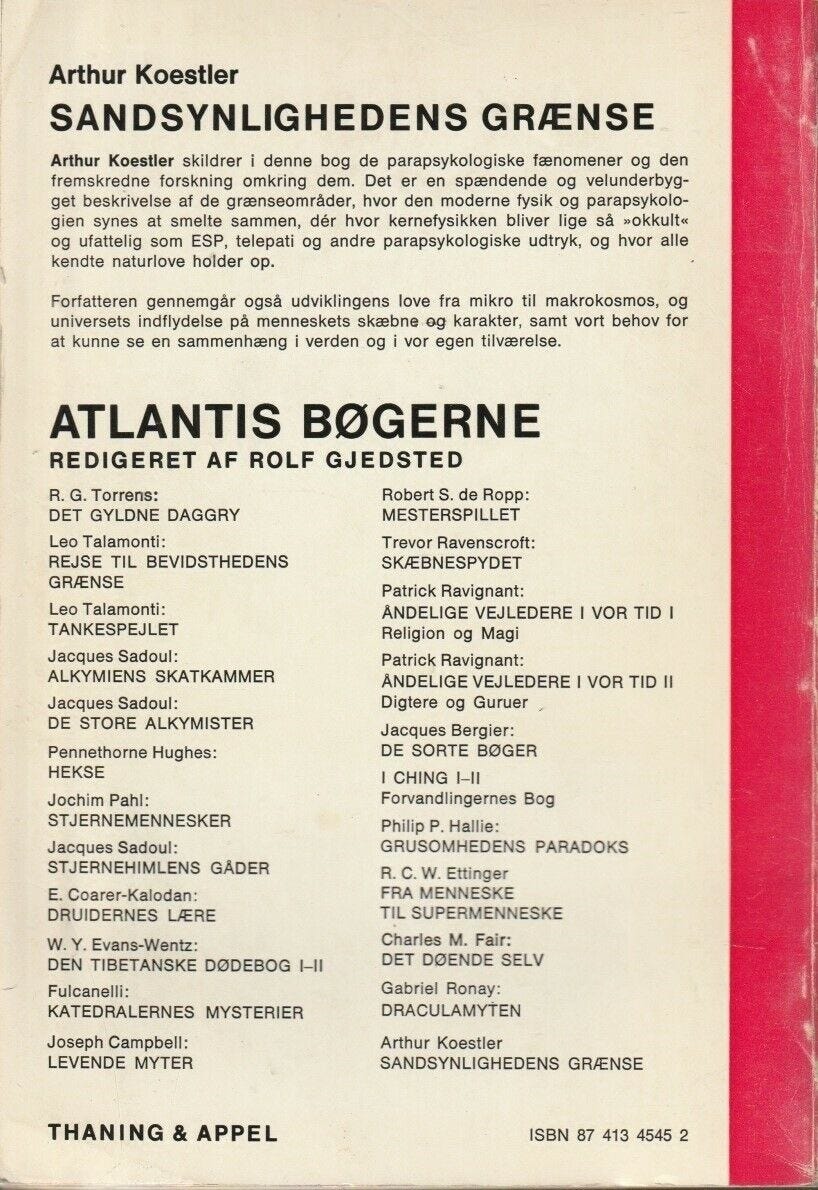 Arthur Koestler
SANDSYNLIGHEDENS GRÆNSE
Arthur Koestler skildrer i denne bog de parapsykologiske fænomener og den
fremskredne forskning omkring dem. Det er en spændende og velunderbyg-
get beskrivelse af de grænseområder, hvor den moderne fysik og parapsykolo-
gien synes at smelte sammen, dér hvor kernefysikken bliver lige så »okkult«
og ufattelig som ESP, telepati og andre parapsykologiske udtryk, og hvor alle
kendte naturlove holder op.
Forfatteren gennemgår også udviklingens love fra mikro til makrokosmos, og
universets indflydelse på menneskets skæbne og karakter, samt vort behov for
at kunne se en sammenhæng i verden og i vor egen tilværelse.
ATLANTIS BØGERNE
REDIGERET AF ROLF GJEDSTED
R. G. Torrens:
DET GYLDNE DAGGRY
Leo Talamonti:
REJSE TIL BEVIDSTHEDENS
GRÆNSE
Leo Talamonti:
TANKESPEJLET
Jacques Sadoul:
ALKYMIENS SKATKAMMER
Jacques Sadoul:
DE STORE ALKYMISTER
Pennethorne Hughes:
HEKSE
Jochim Pahl:
STJERNEMENNESKER
Jacques Sadoul:
STJERNEHIMLENS GÅDER
E. Coarer-Kalodan:
DRUIDERNES LÆRE
W. Y. Evans-Wentz:
DEN TIBETANSKE DØDEBOG I–II
Fulcanelli:
KATEDRALERNES MYSTERIER
Joseph Campbell:
LEVENDE MYTER
Robert S. de Ropp:
MESTERSPILLET
Trevor Ravenscroft:
SKÆBNESPYDET
Patrick Ravignant:
ÅNDELIGE VEJLEDERE I VOR TID I
Religion og Magi
Patrick Ravignant:
ÅNDELIGE VEJLEDERE I VOR TID II
Digtere og Guruer
Jacques Bergier:
DE SORTE BØGER
I CHING I–II
Forvandlingernes Bog
Philip P. Hallie:
GRUSOMHEDENS PARADOKS
R. C. W. Ettinger
FRA MENNESKE
TIL SUPERMENNESKE
Charles M. Fair:
DET DØENDE SELV
Gabriel Ronay:
DRACULAMYTEN
Arthur Koestler
SANDSYNLIGHEDENS GRÆNSE
THANING & APPEL
ISBN 87 413 4545 2